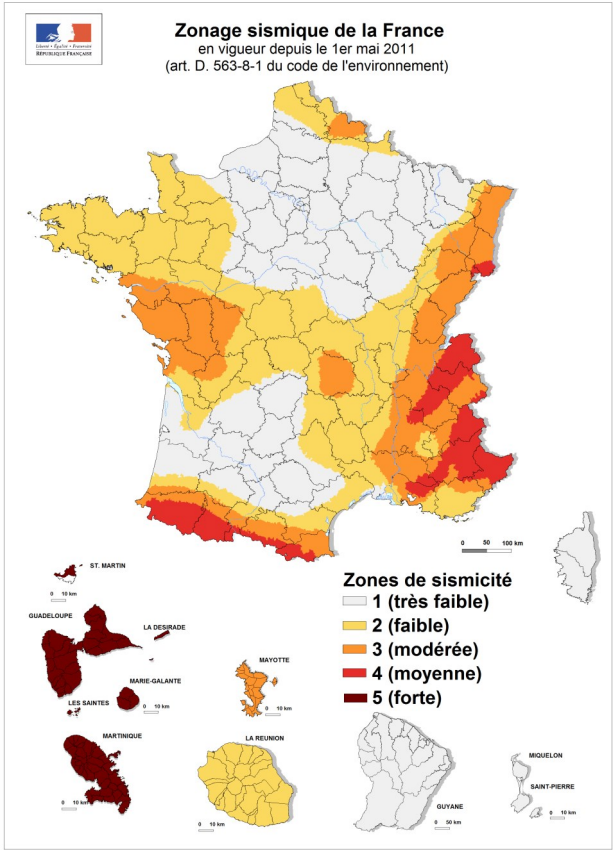 Liberté • Égalité • Fraternité
RÉPUBLIQUE FRANÇAISE
Zonage sismique de la France
en vigueur depuis le 1er mai 2011
(art. D. 563-8-1 du code de l'environnement)
0 50 100 km
Zones de sismicité
1 (très faible)
2 (faible)
3 (modérée)
4 (moyenne)
5 (forte)
ST. MARTIN
0 10 km
GUADELOUPE
LA DESIRADE
MARIE-GALANTE
0 10 km
LES SAINTES
0 10 km
MAYOTTE
0 10 km
MARTINIQUE
0 10 km
LA REUNION
0 10 km
GUYANE
0 50 km
MIQUELON
SAINT-PIERRE
0 10 km